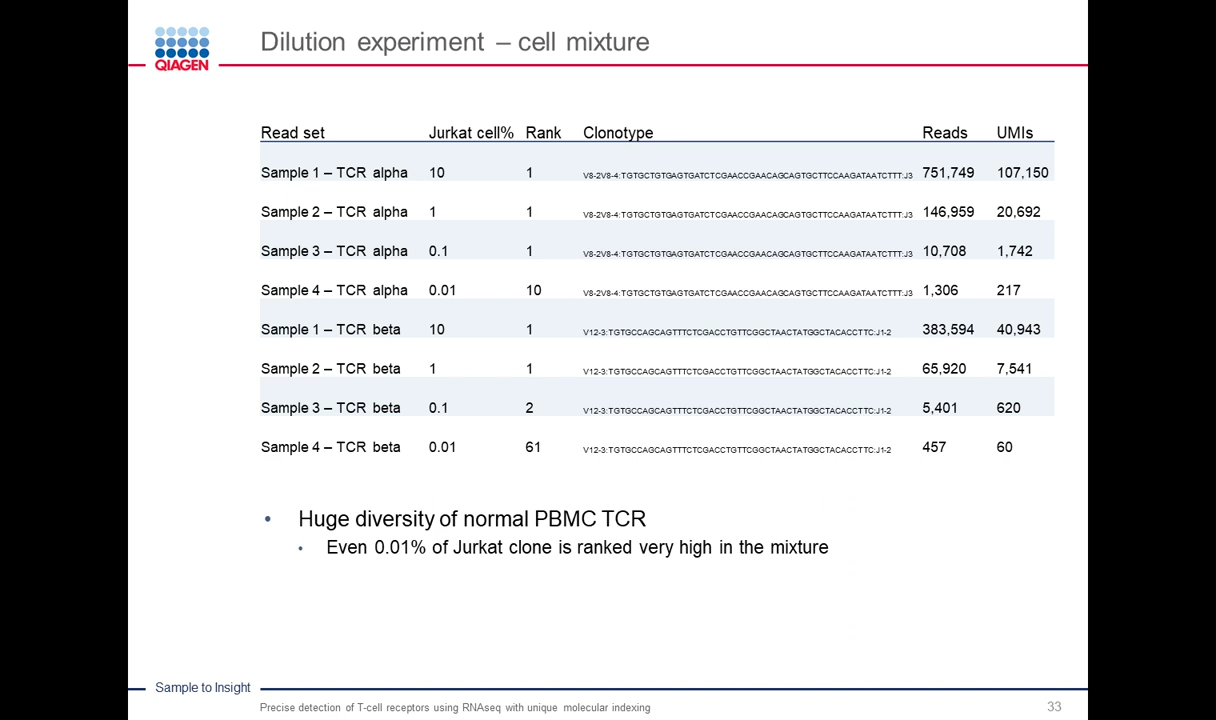 QIAGEN
Dilution experiment – cell mixture
Read set Jurkat cell% Rank Clonotype Reads UMIs
Sample 1 – TCR alpha 10 1 V8-2V8-4:TGTGCTGTGAGTGATCTCGAACCGAACAGCAGTGCTTCCAAGATAATCTTT:J3 751,749 107,150
Sample 2 – TCR alpha 1 1 V8-2V8-4:TGTGCTGTGAGTGATCTCGAACCGAACAGCAGTGCTTCCAAGATAATCTTT:J3 146,959 20,692
Sample 3 – TCR alpha 0.1 1 V8-2V8-4:TGTGCTGTGAGTGATCTCGAACCGAACAGCAGTGCTTCCAAGATAATCTTT:J3 10,708 1,742
Sample 4 – TCR alpha 0.01 10 V8-2V8-4:TGTGCTGTGAGTGATCTCGAACCGAACAGCAGTGCTTCCAAGATAATCTTT:J3 1,306 217
Sample 1 – TCR beta 10 1 V12-3:TGTGCCAGCAGTTTCTCGACCTGTTCGGCTAACTATGGCTACACCTTC:J1-2 383,594 40,943
Sample 2 – TCR beta 1 1 V12-3:TGTGCCAGCAGTTTCTCGACCTGTTCGGCTAACTATGGCTACACCTTC:J1-2 65,920 7,541
Sample 3 – TCR beta 0.1 2 V12-3:TGTGCCAGCAGTTTCTCGACCTGTTCGGCTAACTATGGCTACACCTTC:J1-2 5,401 620
Sample 4 – TCR beta 0.01 61 V12-3:TGTGCCAGCAGTTTCTCGACCTGTTCGGCTAACTATGGCTACACCTTC:J1-2 457 60
• Huge diversity of normal PBMC TCR
• Even 0.01% of Jurkat clone is ranked very high in the mixture
Sample to Insight
Precise detection of T-cell receptors using RNAseq with unique molecular indexing 33